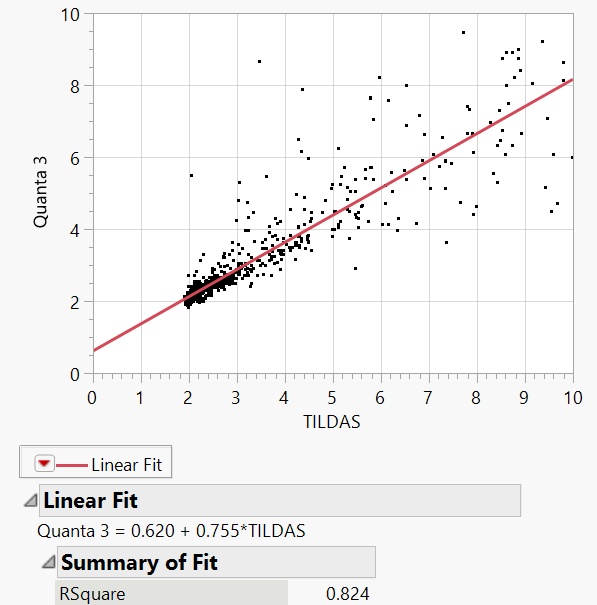 10
8
6
4
2
0
Quanta 3
0 1 2 3 4 5 6 7 8 9 10
TILDAS
Linear Fit
Linear Fit
Quanta 3 = 0.620 + 0.755*TILDAS
Summary of Fit
RSquare 0.824